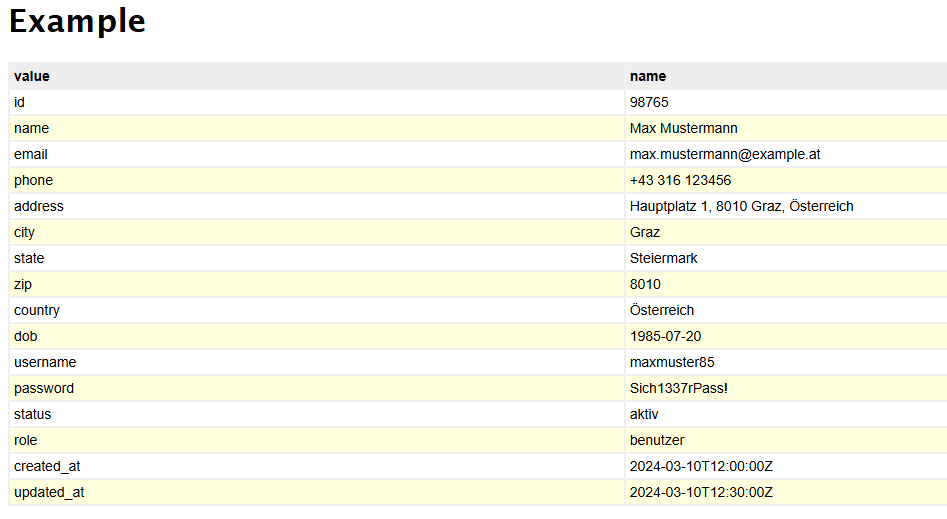 Example
value name
id 98765
name Max Mustermann
email max.mustermann@example.at
phone +43 316 123456
address Hauptplatz 1, 8010 Graz, Österreich
city Graz
state Steiermark
zip 8010
country Österreich
dob 1985-07-20
username maxmuster85
password Sich1337rPass!
status aktiv
role benutzer
created_at 2024-03-10T12:00:00Z
updated_at 2024-03-10T12:30:00Z